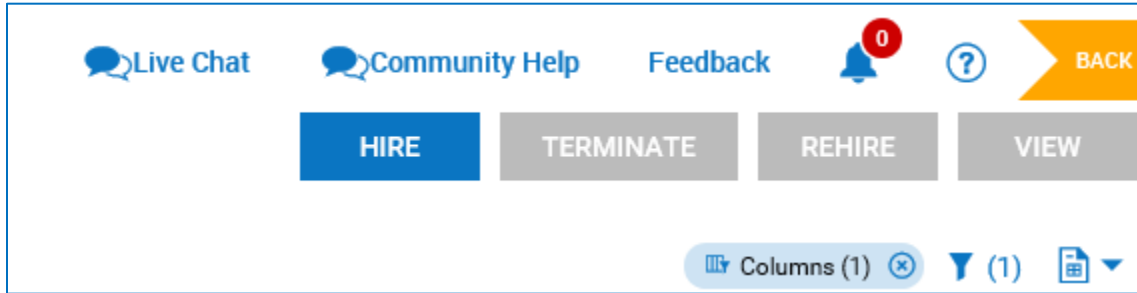 Live Chat Community Help Feedback 0 ? BACK
HIRE TERMINATE REHIRE VIEW
Columns (1) (1)